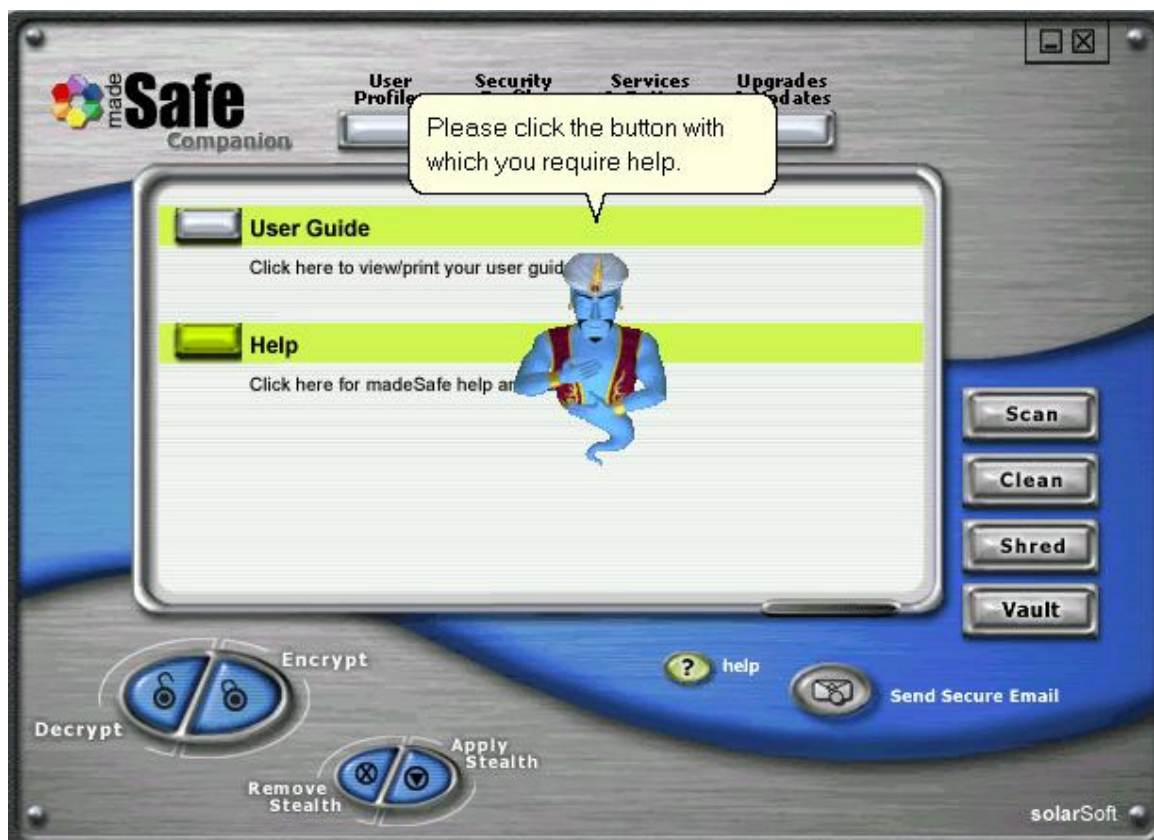 made
Safe
Companion
User
Profile
Security
Services
Upgrades
dates
Please click the button with
which you require help.
User Guide
Click here to view/print your user guid
Help
Click here for madeSafe help an
Scan
Clean
Shred
Vault
Encrypt
Decrypt
? help
Send Secure Email
Apply
Stealth
Remove
Stealth
solarSoft